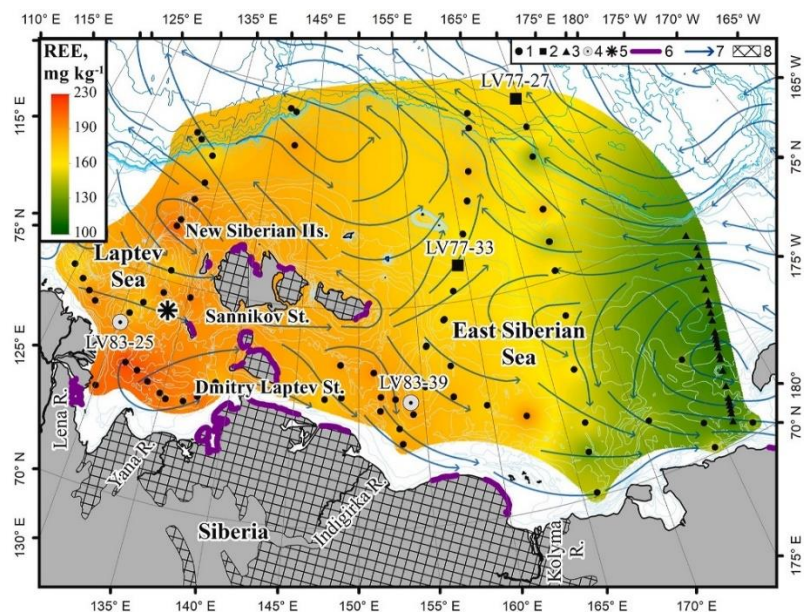 115° E 120° E 125° E 135° E 145° E 155° E 165° E 175° E 180° 175° W 170° W 165° W
REE,
mg kg⁻¹
230
190
160
130
100
1 2 3 4 5 6 7 8
LV77-27
115° E
165° W
75° N
75° N
New Siberian Ils.
Laptev
Sea
LV77-33
175° W
Sannikov St.
East Siberian
Sea
LV83-25
125° E
Dmitry Laptev St.
LV83-39
180°
Lena R.
70° N
Yana R.
70° N
Indigirka R.
Siberia
Kolyma
R.
130° E
175° E
135° E 140° E 145° E 150° E 155° E 160° E 165° E 170° E